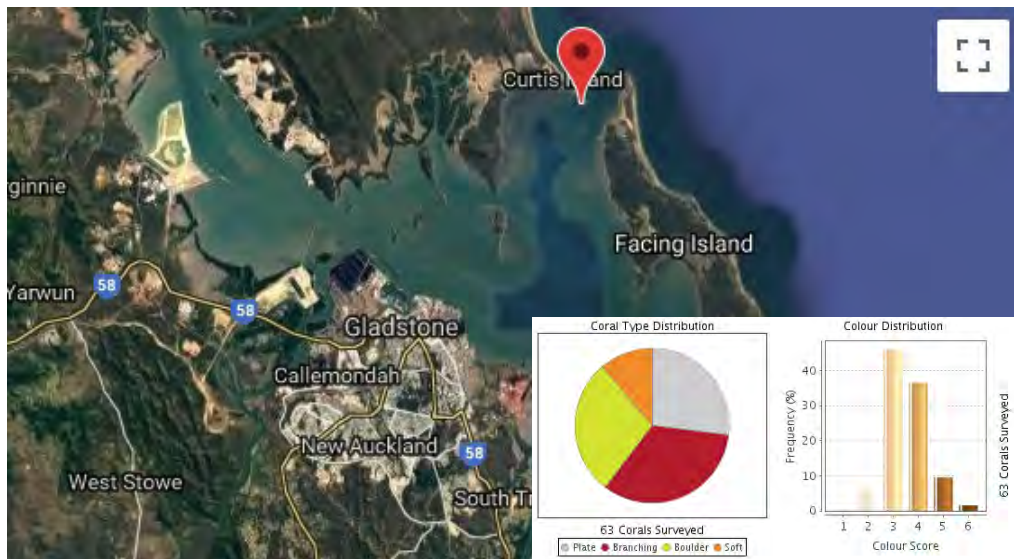 Curtis Island
rginnie
Facing Island
58
Yarwun
58
Gladstone
Callemondah
New Auckland
58
West Stowe
South Tr
Coral Type Distribution
63 Corals Surveyed
Plate Branching Boulder Soft
Colour Distribution
Frequency (%)
40
30
20
10
0
1 2 3 4 5 6
Colour Score
63 Corals Surveyed